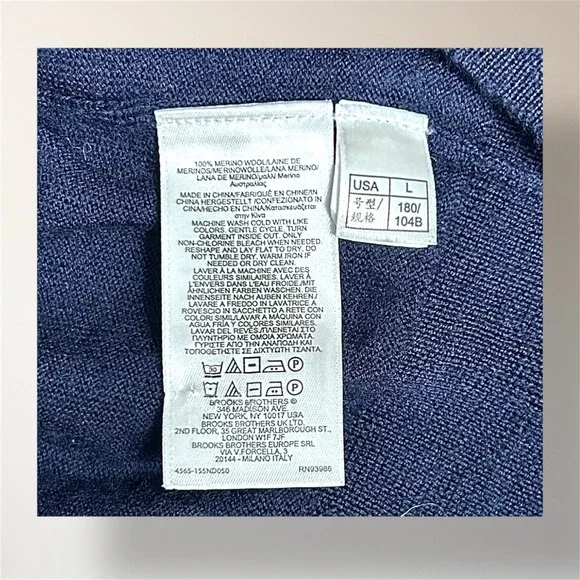 100% MERINO WOOL/LAINE DE
MERINOS/MERINOWOLLE/LANA MERINO/
LANA DE MERINO/μαλλί Merino
Αυστραλίας
MADE IN CHINA/FABRIQUÉ EN CHINE/IN
CHINA HERGESTELLT /CONFEZIONATO IN
CINA/HECHO EN CHINA/Κατασκευάζεται
στην Κίνα
MACHINE WASH COLD WITH LIKE
COLORS, GENTLE CYCLE, TURN
GARMENT INSIDE OUT. ONLY
NON-CHLORINE BLEACH WHEN NEEDED.
RESHAPE AND LAY FLAT TO DRY. DO
NOT TUMBLE DRY. WARM IRON IF
NEEDED OR DRY CLEAN.
LAVER À LA MACHINE AVEC DES
COULEURS SIMILAIRES. LAVER À
L'ENVERS DANS L'EAU FROIDE./MIT
ÄHNLICHEN FARBEN WASCHEN. DIE
INNENSEITE NACH AUßEN KEHREN/
LAVARE A FREDDO IN LAVATRICE A
ROVESCIO IN SACCHETTO A RETE CON
COLORI SIMILI/LAVAR A MÁQUINA CON
AGUA FRÍA Y COLORES SIMILARES.
LAVAR DEL REVÉS./ΠΛΥΣΙΜΟ ΣΤΟ
ΠΛΥΝΤΗΡΙΟ ΜΕ ΟΜΟΙΑ ΧΡΩΜΑΤΑ.
ΓΥΡΙΣΤΕ ΑΠΟ ΤΗΝ ΑΝΑΠΟΔΗ ΚΑΙ
ΤΟΠΟΘΕΤΗΣΤΕ ΣΕ ΔΙΧΤΥΩΤΗ ΤΣΑΝΤΑ.
BROOKS BROTHERS ®
346 MADISON AVE.
NEW YORK, NY 10017 USA
BROOKS BROTHERS UK LTD.
2ND FLOOR, 35 GREAT MARLBOROUGH ST.,
LONDON W1F 7JF
BROOKS BROTHERS EUROPE SRL
VIA V.FORCELLA, 3
20144 - MILANO ITALY
4565-155ND050 RN93966
USA L
号型/ 180/
规格 104B